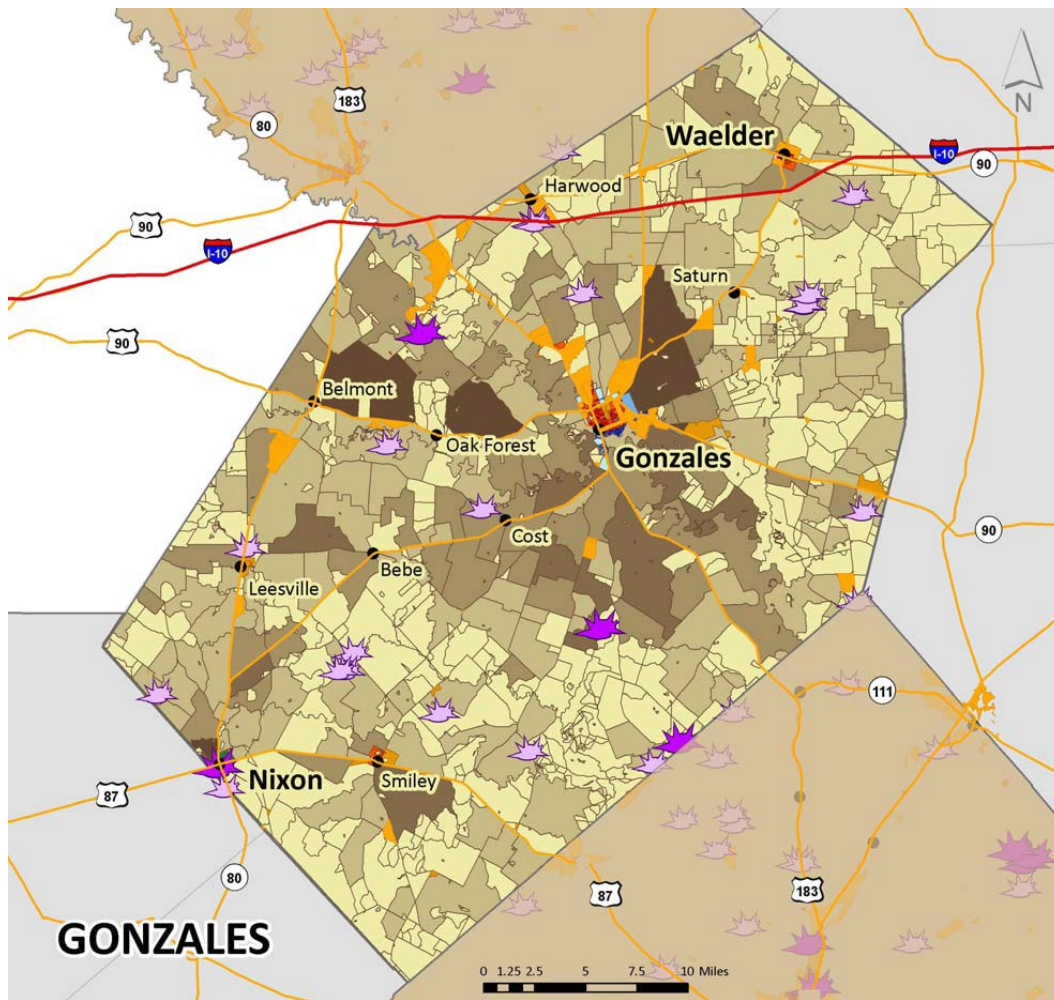 183
80
Waelder
N
I-10
90
Harwood
90
I-10
Saturn
90
Belmont
Oak Forest
Gonzales
Cost
90
Bebe
Leesville
111
Nixon
Smiley
87
80
87
183
GONZALES
0 1.25 2.5 5 7.5 10 Miles